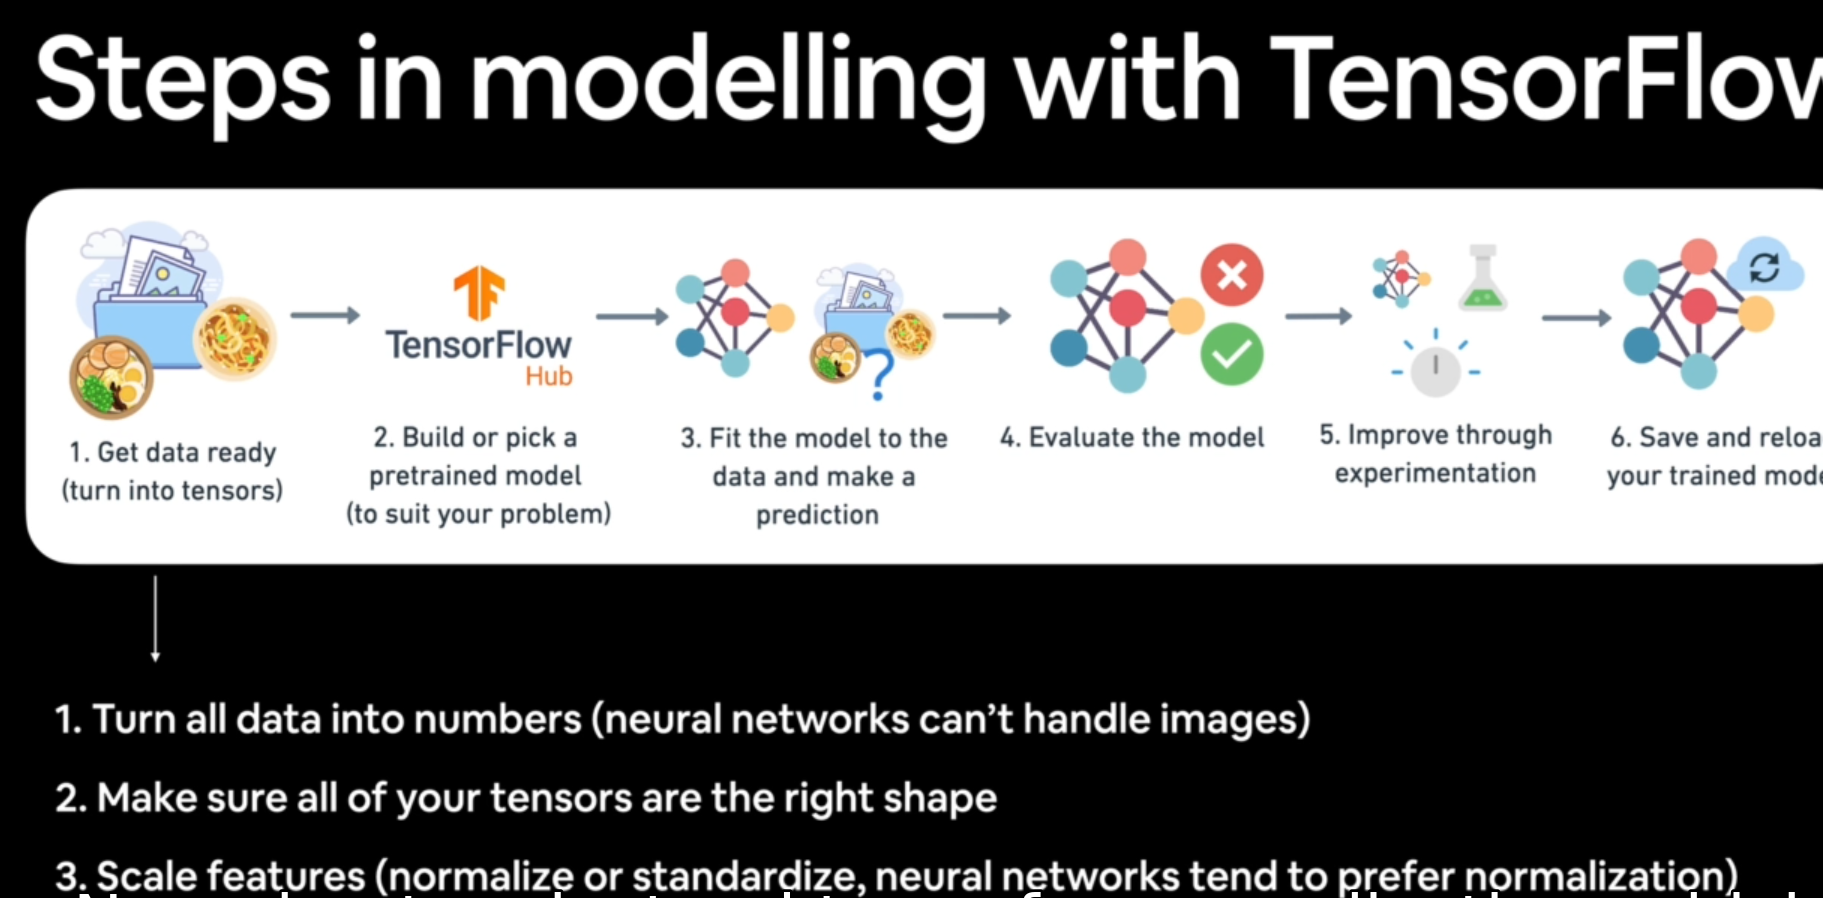 Steps in modelling with TensorFlow
TensorFlow
Hub
1. Get data ready
(turn into tensors)
2. Build or pick a
pretrained model
(to suit your problem)
3. Fit the model to the
data and make a
prediction
?
4. Evaluate the model
5. Improve through
experimentation
6. Save and reloa
your trained mode
1. Turn all data into numbers (neural networks can’t handle images)
2. Make sure all of your tensors are the right shape
3. Scale features (normalize or standardize, neural networks tend to prefer normalization)